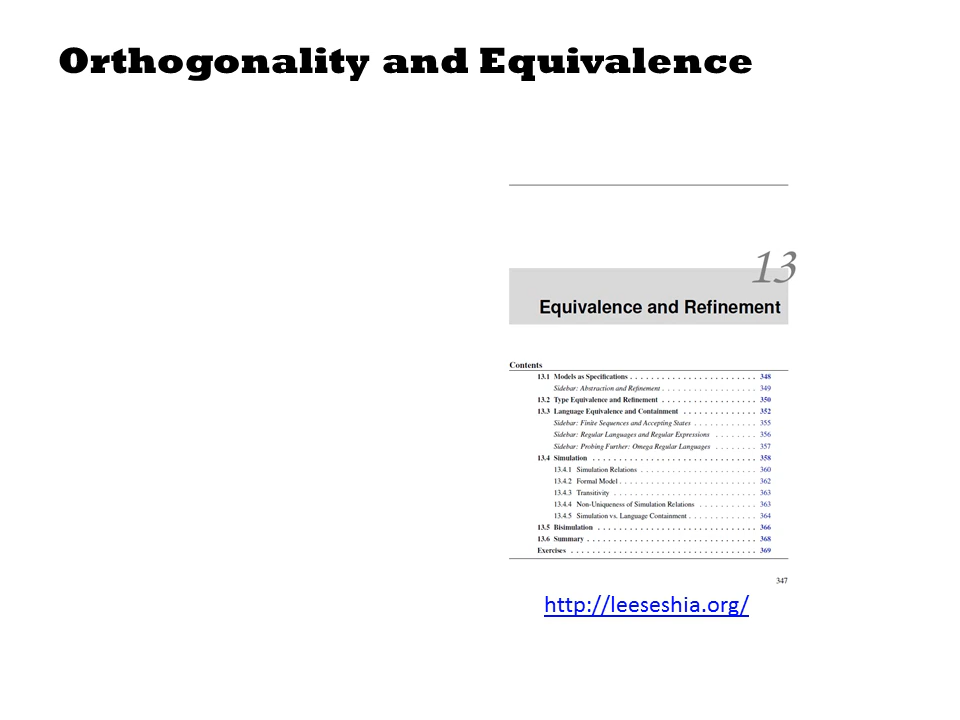 Orthogonality and Equivalence
13
Equivalence and Refinement
Contents
13.1 Models as Specifications . . . . . . . . . . . . . . . . . . . . . . . . 348
Sidebar: Abstraction and Refinement . . . . . . . . . . . . . . . . . . 349
13.2 Type Equivalence and Refinement . . . . . . . . . . . . . . . . . . 350
13.3 Language Equivalence and Containment . . . . . . . . . . . . . . 352
Sidebar: Finite Sequences and Accepting States . . . . . . . . . . . . 355
Sidebar: Regular Languages and Regular Expressions . . . . . . . . 356
Sidebar: Probing Further: Omega Regular Languages . . . . . . . . 357
13.4 Simulation . . . . . . . . . . . . . . . . . . . . . . . . . . . . . . . 358
13.4.1 Simulation Relations . . . . . . . . . . . . . . . . . . . . . . 360
13.4.2 Formal Model . . . . . . . . . . . . . . . . . . . . . . . . . . 362
13.4.3 Transitivity . . . . . . . . . . . . . . . . . . . . . . . . . . . 363
13.4.4 Non-Uniqueness of Simulation Relations . . . . . . . . . . . 363
13.4.5 Simulation vs. Language Containment . . . . . . . . . . . . . 364
13.5 Bisimulation . . . . . . . . . . . . . . . . . . . . . . . . . . . . . . 366
13.6 Summary . . . . . . . . . . . . . . . . . . . . . . . . . . . . . . . . 368
Exercises . . . . . . . . . . . . . . . . . . . . . . . . . . . . . . . . . . . 369
347
http://leeseshia.org/